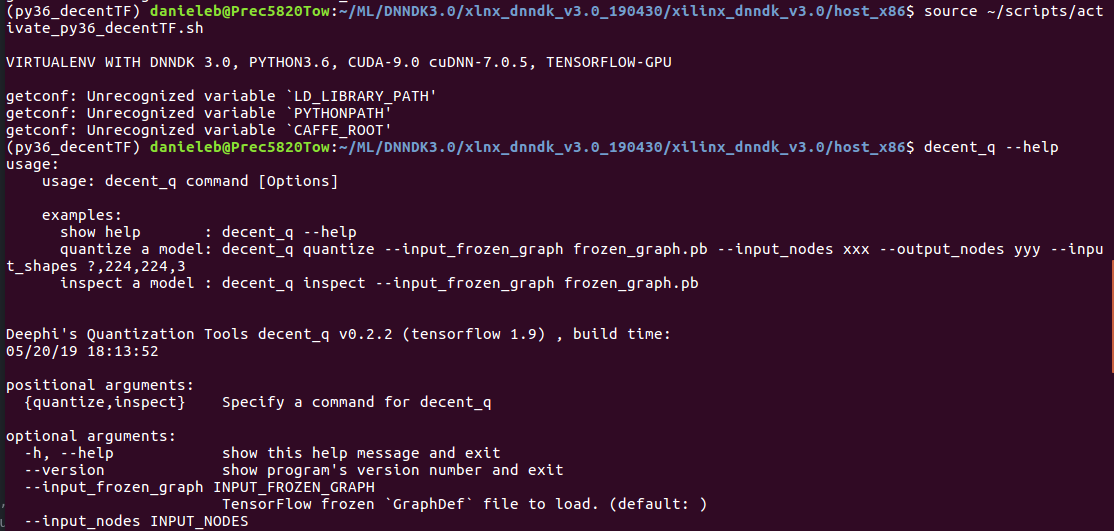 (py36_decentTF) danieleb@Prec5820Tow:~/ML/DNNDK3.0/xlnx_dnndk_v3.0_190430/xilinx_dnndk_v3.0/host_x86$ source ~/scripts/act
ivate_py36_decentTF.sh
VIRTUALENV WITH DNNDK 3.0, PYTHON3.6, CUDA-9.0 cuDNN-7.0.5, TENSORFLOW-GPU
getconf: Unrecognized variable `LD_LIBRARY_PATH'
getconf: Unrecognized variable `PYTHONPATH'
getconf: Unrecognized variable `CAFFE_ROOT'
(py36_decentTF) danieleb@Prec5820Tow:~/ML/DNNDK3.0/xlnx_dnndk_v3.0_190430/xilinx_dnndk_v3.0/host_x86$ decent_q --help
usage:
    usage: decent_q command [Options]
    examples:
      show help       : decent_q --help
      quantize a model: decent_q quantize --input_frozen_graph frozen_graph.pb --input_nodes xxx --output_nodes yyy --inpu
t_shapes ?,224,224,3
      inspect a model : decent_q inspect --input_frozen_graph frozen_graph.pb
Deephi's Quantization Tools decent_q v0.2.2 (tensorflow 1.9) , build time:
05/20/19 18:13:52
positional arguments:
  {quantize,inspect}    Specify a command for decent_q
optional arguments:
  -h, --help            show this help message and exit
  --version             show program's version number and exit
  --input_frozen_graph INPUT_FROZEN_GRAPH
                        TensorFlow frozen `GraphDef` file to load. (default: )
  --input_nodes INPUT_NODES